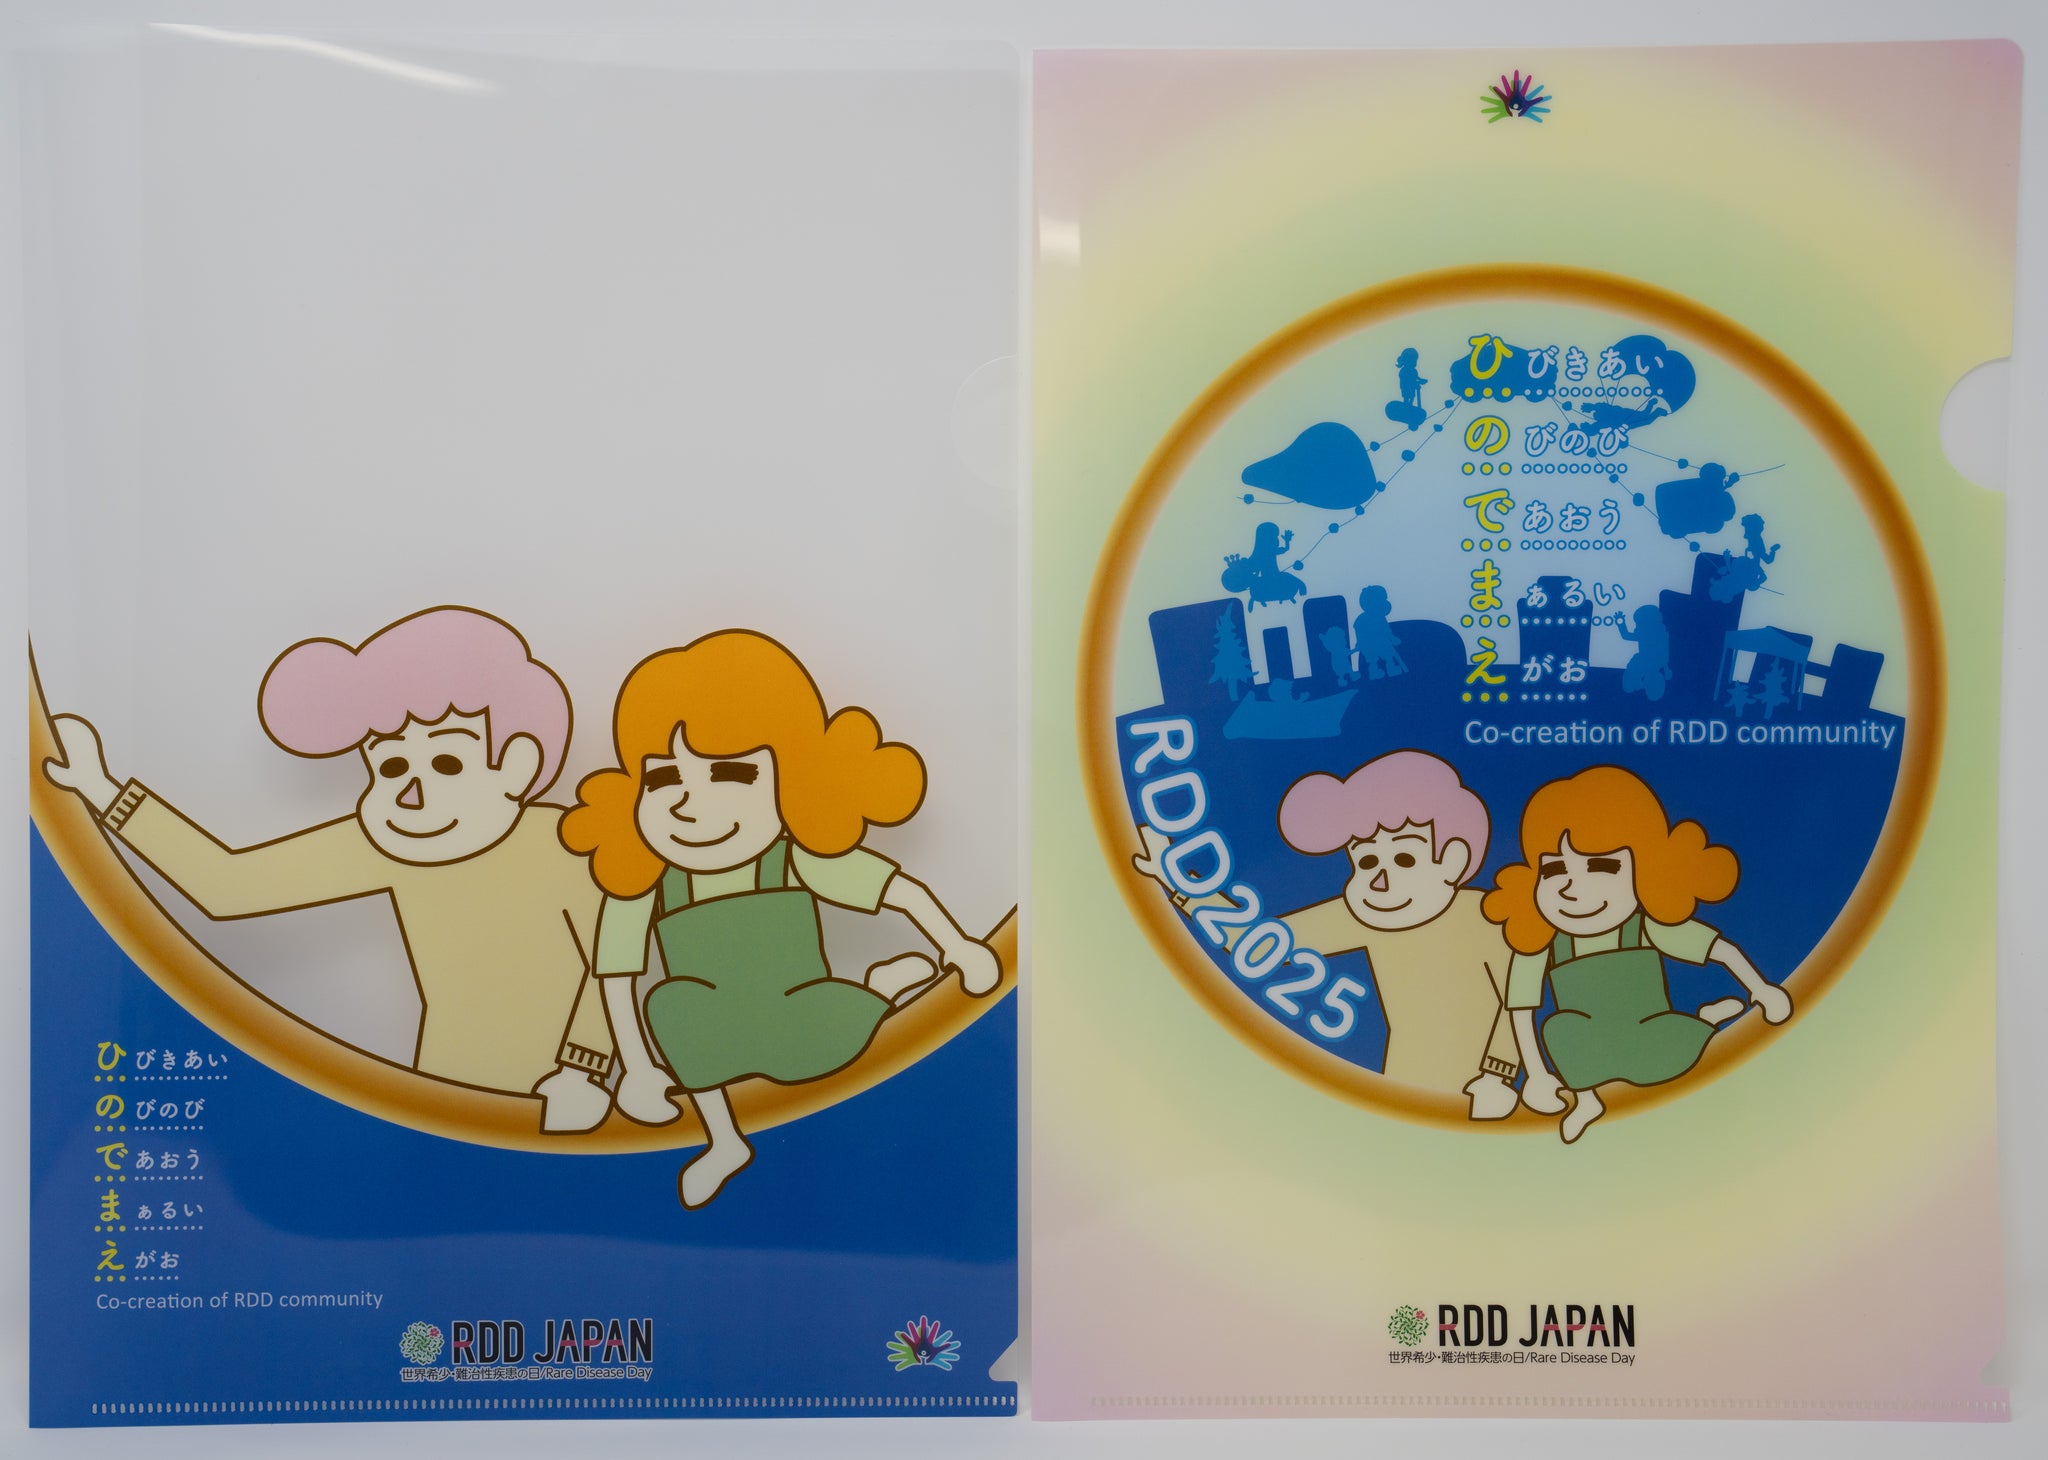 ひびきあい
のびのび
であおう
まぁるい
えがお
Co-creation of RDD community
RDD JAPAN
世界希少・難治性疾患の日/Rare Disease Day
ひびきあい
のびのび
であおう
まぁるい
えがお
Co-creation of RDD community
RDD2025
RDD JAPAN
世界希少・難治性疾患の日/Rare Disease Day